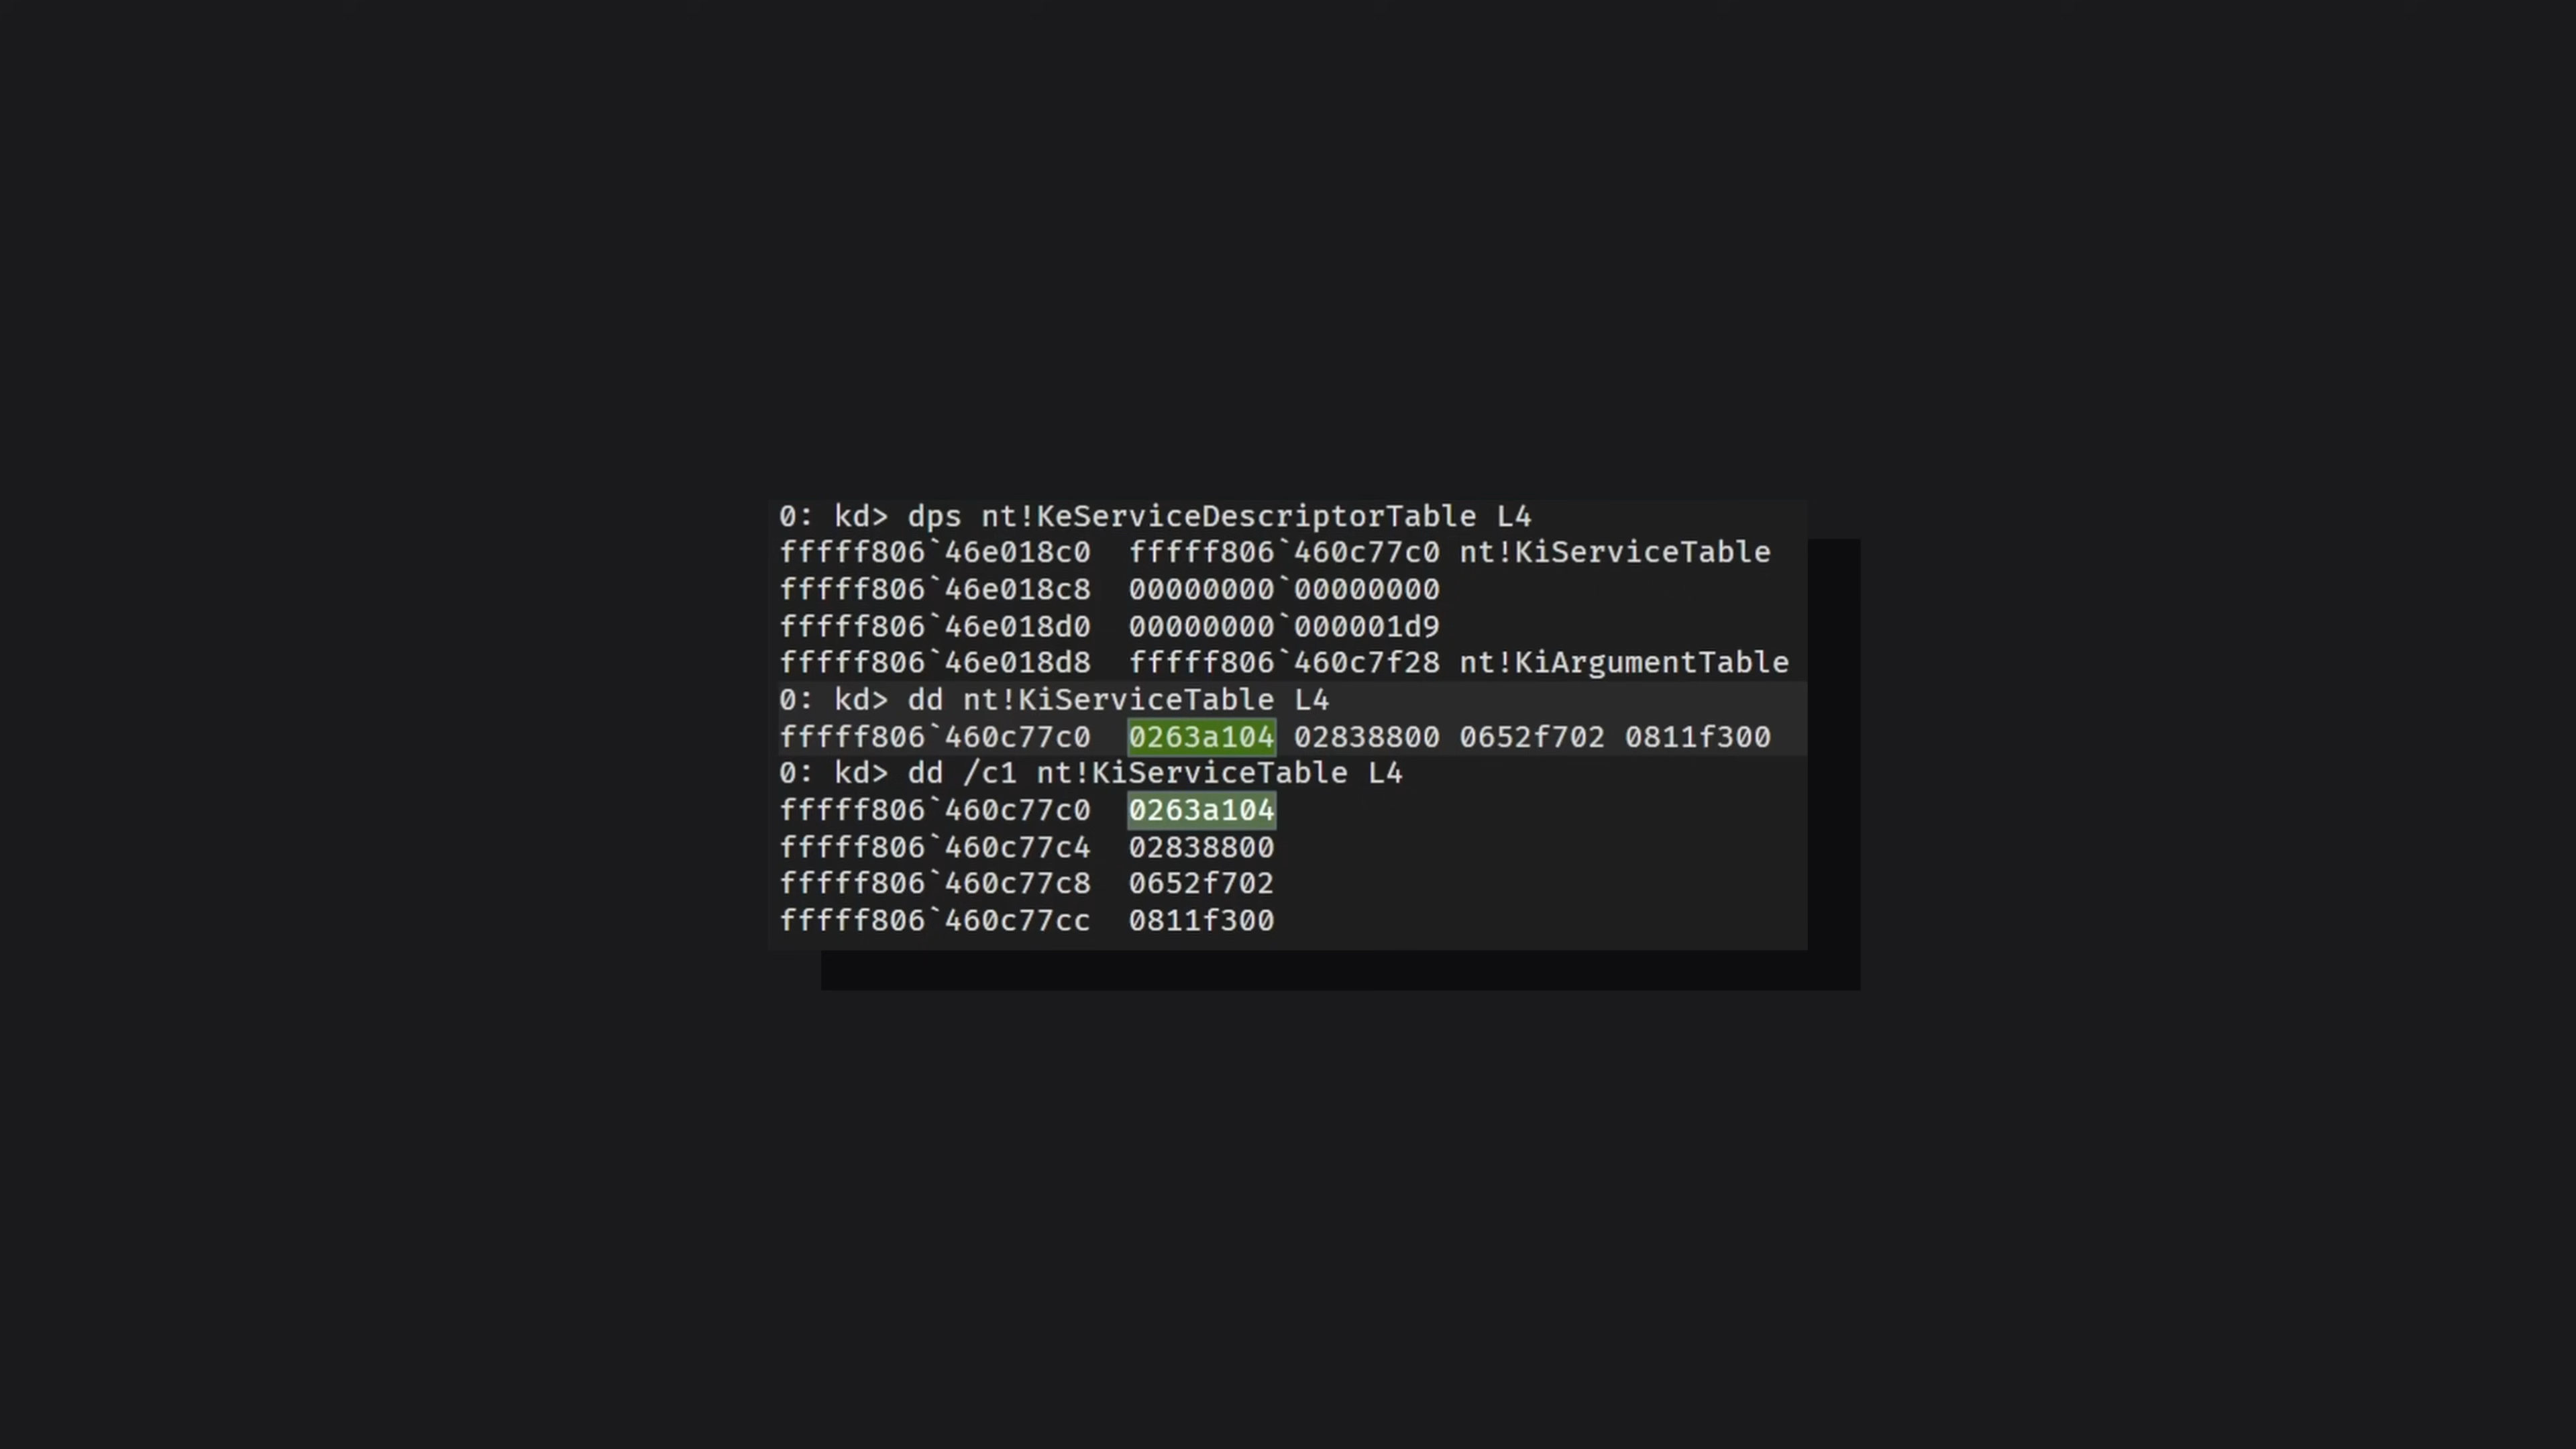 0: kd> dps nt!KeServiceDescriptorTable L4
fffff806`46e018c0  fffff806`460c77c0 nt!KiServiceTable
fffff806`46e018c8  00000000`00000000
fffff806`46e018d0  00000000`000001d9
fffff806`46e018d8  fffff806`460c7f28 nt!KiArgumentTable
0: kd> dd nt!KiServiceTable L4
fffff806`460c77c0  0263a104 02838800 0652f702 0811f300
0: kd> dd /c1 nt!KiServiceTable L4
fffff806`460c77c0  0263a104
fffff806`460c77c4  02838800
fffff806`460c77c8  0652f702
fffff806`460c77cc  0811f300